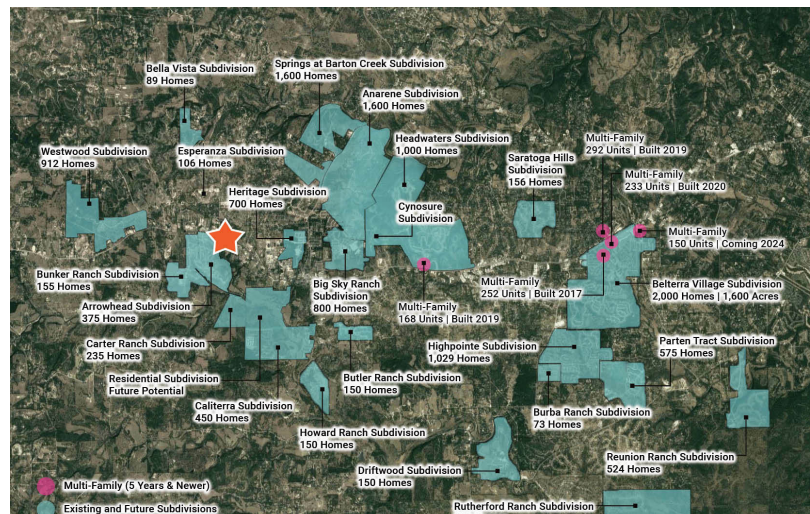 Bella Vista Subdivision
89 Homes
Springs at Barton Creek Subdivision
1,600 Homes
Anarene Subdivision
1,600 Homes
Westwood Subdivision
912 Homes
Esperanza Subdivision
106 Homes
Headwaters Subdivision
1,000 Homes
Multi-Family
292 Units | Built 2019
Saratoga Hills
Subdivision
156 Homes
Multi-Family
233 Units | Built 2020
Heritage Subdivision
700 Homes
Cynosure
Subdivision
Multi-Family
150 Units | Coming 2024
Bunker Ranch Subdivision
155 Homes
Big Sky Ranch
Subdivision
800 Homes
Multi-Family
252 Units | Built 2017
Belterra Village Subdivision
2,000 Homes | 1,600 Acres
Arrowhead Subdivision
375 Homes
Multi-Family
168 Units | Built 2019
Carter Ranch Subdivision
235 Homes
Highpointe Subdivision
1,029 Homes
Parten Tract Subdivision
575 Homes
Residential Subdivision
Future Potential
Butler Ranch Subdivision
150 Homes
Caliterra Subdivision
450 Homes
Burba Ranch Subdivision
73 Homes
Howard Ranch Subdivision
150 Homes
Reunion Ranch Subdivision
524 Homes
Driftwood Subdivision
150 Homes
Multi-Family (5 Years & Newer)
Existing and Future Subdivisions
Rutherford Ranch Subdivision